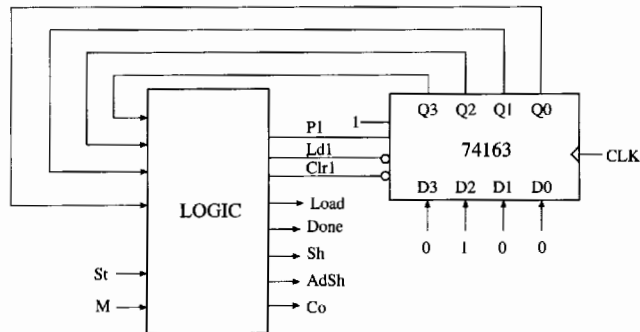 Q3 Q2 Q1 Q0
1
P1
Ld1
Clr1
74163
CLK
D3 D2 D1 D0
0 1 0 0
LOGIC
Load
Done
Sh
AdSh
Co
St
M